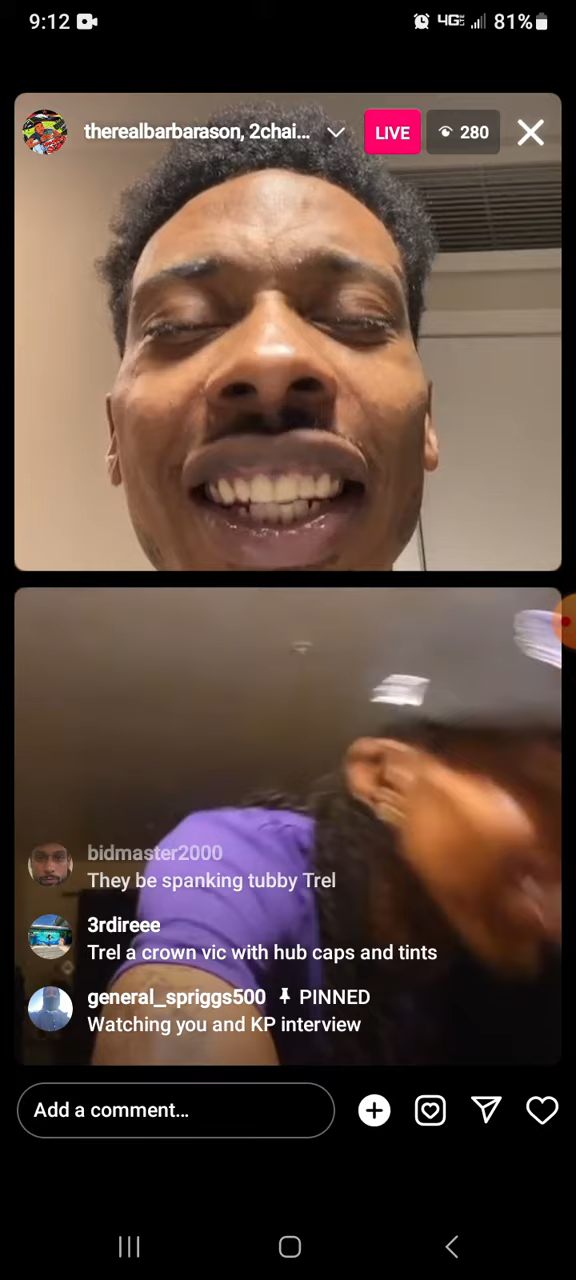 9:12
4GE 81%
therealbarbarason, 2chai... LIVE 280
bidmaster2000
They be spanking tubby Trel
3rdireee
Trel a crown vic with hub caps and tints
general_spriggs500 PINNED
Watching you and KP interview
Add a comment...